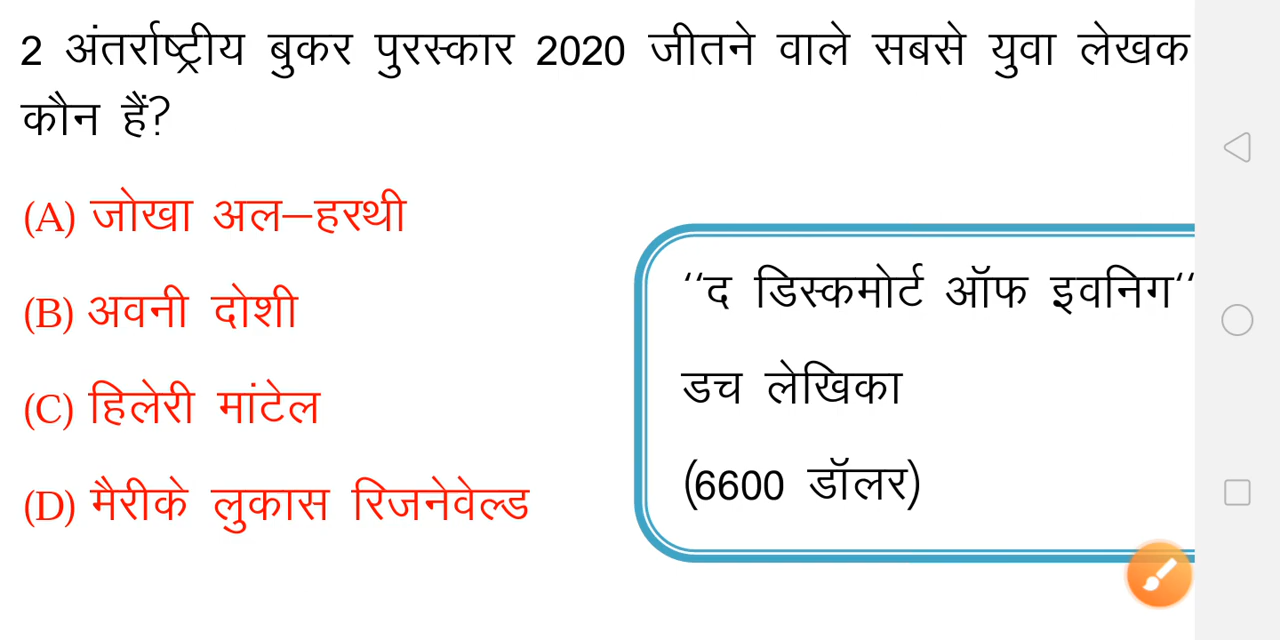 2 अंतर्राष्ट्रीय बुकर पुरस्कार 2020 जीतने वाले सबसे युवा लेखक
कौन हैं?
(A) जोखा अल–हरथी
(B) अवनी दोशी
(C) हिलेरी मांटेल
(D) मैरीके लुकास रिजनेवेल्ड
‘‘द डिस्कमोर्ट ऑफ इवनिग‘‘
डच लेखिका
(6600 डॉलर)